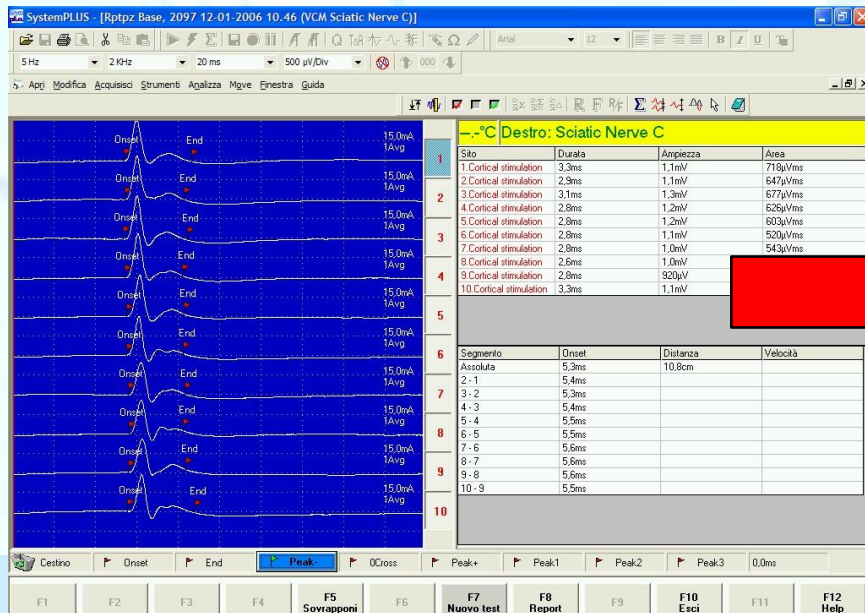 SystemPLUS - [Rptpz Base, 2097 12-01-2006 10.46 (VCM Sciatic Nerve C)]
Arial 12 B I U
5 Hz 2 KHz 20 ms 500 µV/Div 000
Apri Modifica Acquisisci Strumenti Analizza Move Finestra Guida
--.-°C Destro: Sciatic Nerve C
Onset End 15,0mA
1Avg
1
Onset End 15,0mA
1Avg
2
Onset End 15,0mA
1Avg
3
Onset End 15,0mA
1Avg
4
Onset End 15,0mA
1Avg
5
Onset End 15,0mA
1Avg
6
Onset End 15,0mA
1Avg
7
Onset End 15,0mA
1Avg
8
Onset End 15,0mA
1Avg
9
Onset End 15,0mA
1Avg
10
Sito Durata Ampiezza Area
1.Cortical stimulation 3,3ms 1,1mV 718µVms
2.Cortical stimulation 2,9ms 1,1mV 647µVms
3.Cortical stimulation 3,1ms 1,3mV 677µVms
4.Cortical stimulation 2,8ms 1,2mV 626µVms
5.Cortical stimulation 2,8ms 1,2mV 603µVms
6.Cortical stimulation 2,8ms 1,1mV 520µVms
7.Cortical stimulation 2,8ms 1,0mV 543µVms
8.Cortical stimulation 2,6ms 1,0mV
9.Cortical stimulation 2,8ms 920µV
10.Cortical stimulation 3,3ms 1,1mV
Segmento Onset Distanza Velocità
Assoluta 5,3ms 10,8cm
2 - 1 5,4ms
3 - 2 5,3ms
4 - 3 5,4ms
5 - 4 5,5ms
6 - 5 5,5ms
7 - 6 5,6ms
8 - 7 5,6ms
9 - 8 5,6ms
10 - 9 5,5ms
Cestino Onset End Peak- 0Cross Peak+ Peak1 Peak2 Peak3 0,0ms
F1 F2 F3 F4 F5 F6 F7 F8 F9 F10 F11 F12
Sovrapponi Nuovo test Report Esci Help